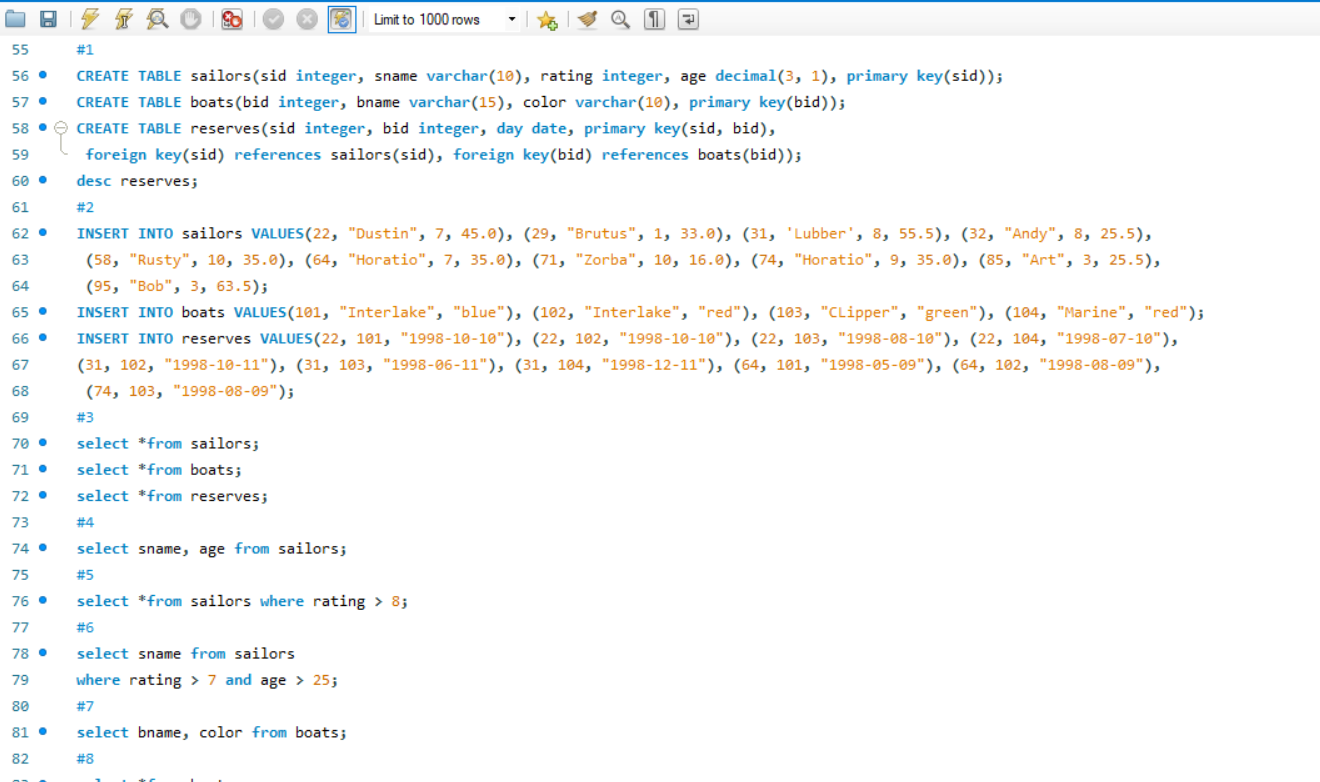 Limit to 1000 rows
55 #1
56 CREATE TABLE sailors(sid integer, sname varchar(10), rating integer, age decimal(3, 1), primary key(sid));
57 CREATE TABLE boats(bid integer, bname varchar(15), color varchar(10), primary key(bid));
58 CREATE TABLE reserves(sid integer, bid integer, day date, primary key(sid, bid),
59 foreign key(sid) references sailors(sid), foreign key(bid) references boats(bid));
60 desc reserves;
61 #2
62 INSERT INTO sailors VALUES(22, "Dustin", 7, 45.0), (29, "Brutus", 1, 33.0), (31, 'Lubber', 8, 55.5), (32, "Andy", 8, 25.5),
63 (58, "Rusty", 10, 35.0), (64, "Horatio", 7, 35.0), (71, "Zorba", 10, 16.0), (74, "Horatio", 9, 35.0), (85, "Art", 3, 25.5),
64 (95, "Bob", 3, 63.5);
65 INSERT INTO boats VALUES(101, "Interlake", "blue"), (102, "Interlake", "red"), (103, "CLipper", "green"), (104, "Marine", "red");
66 INSERT INTO reserves VALUES(22, 101, "1998-10-10"), (22, 102, "1998-10-10"), (22, 103, "1998-08-10"), (22, 104, "1998-07-10"),
67 (31, 102, "1998-10-11"), (31, 103, "1998-06-11"), (31, 104, "1998-12-11"), (64, 101, "1998-05-09"), (64, 102, "1998-08-09"),
68 (74, 103, "1998-08-09");
69 #3
70 select *from sailors;
71 select *from boats;
72 select *from reserves;
73 #4
74 select sname, age from sailors;
75 #5
76 select *from sailors where rating > 8;
77 #6
78 select sname from sailors
79 where rating > 7 and age > 25;
80 #7
81 select bname, color from boats;
82 #8